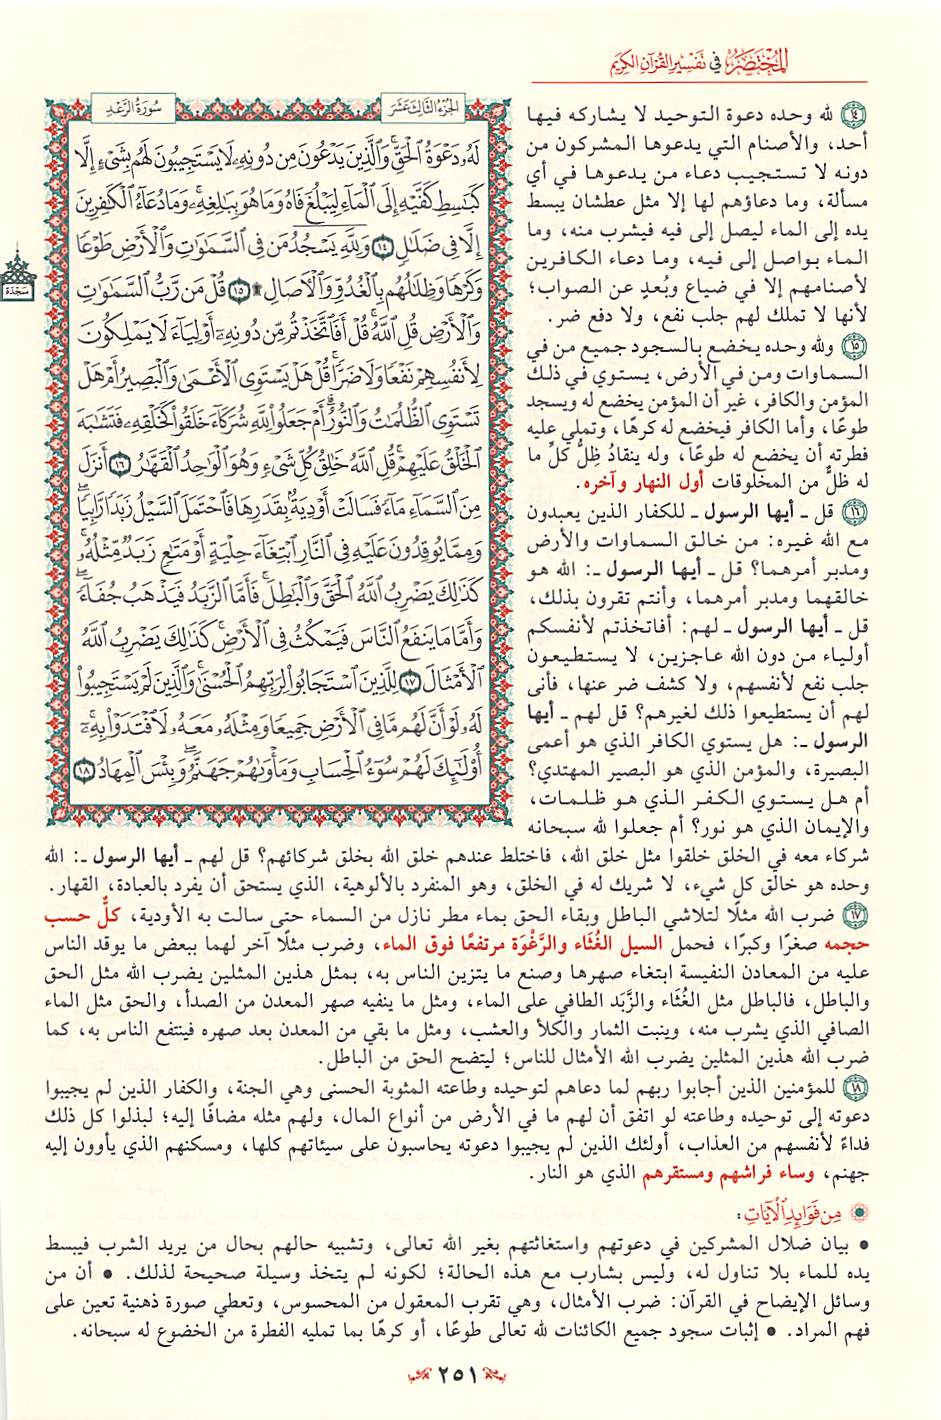 المختصر في تفسير القرآن الكريم
الجزء الثالث عشر
سورة الرعد
لَهُۥ دَعْوَةُ ٱلْحَقِّۚ وَٱلَّذِينَ يَدْعُونَ مِن دُونِهِۦ لَا يَسْتَجِيبُونَ لَهُم بِشَىْءٍ إِلَّا
كَبَٰسِطِ كَفَّيْهِ إِلَى ٱلْمَآءِ لِيَبْلُغَ فَاهُ وَمَا هُوَ بِبَٰلِغِهِۦۚ وَمَا دُعَآءُ ٱلْكَٰفِرِينَ
إِلَّا فِى ضَلَٰلٍ ١٤ وَلِلَّهِ يَسْجُدُ مَن فِى ٱلسَّمَٰوَٰتِ وَٱلْأَرْضِ طَوْعًا
وَكَرْهًا وَظِلَٰلُهُم بِٱلْغُدُوِّ وَٱلْءَاصَالِ ۩ ١٥ قُلْ مَن رَّبُّ ٱلسَّمَٰوَٰتِ
وَٱلْأَرْضِ قُلِ ٱللَّهُۚ قُلْ أَفَٱتَّخَذْتُم مِّن دُونِهِۦٓ أَوْلِيَآءَ لَا يَمْلِكُونَ
لِأَنفُسِهِمْ نَفْعًا وَلَا ضَرًّاۚ قُلْ هَلْ يَسْتَوِى ٱلْأَعْمَىٰ وَٱلْبَصِيرُ أَمْ هَلْ
تَسْتَوِى ٱلظُّلُمَٰتُ وَٱلنُّورُۗ أَمْ جَعَلُوا۟ لِلَّهِ شُرَكَآءَ خَلَقُوا۟ كَخَلْقِهِۦ فَتَشَٰبَهَ
ٱلْخَلْقُ عَلَيْهِمْۚ قُلِ ٱللَّهُ خَٰلِقُ كُلِّ شَىْءٍ وَهُوَ ٱلْوَٰحِدُ ٱلْقَهَّٰرُ ١٦ أَنزَلَ
مِنَ ٱلسَّمَآءِ مَآءً فَسَالَتْ أَوْدِيَةٌۢ بِقَدَرِهَا فَٱحْتَمَلَ ٱلسَّيْلُ زَبَدًا رَّابِيًاۖ
وَمِمَّا يُوقِدُونَ عَلَيْهِ فِى ٱلنَّارِ ٱبْتِغَآءَ حِلْيَةٍ أَوْ مَتَٰعٍ زَبَدٌ مِّثْلُهُۥۚ
كَذَٰلِكَ يَضْرِبُ ٱللَّهُ ٱلْحَقَّ وَٱلْبَٰطِلَۚ فَأَمَّا ٱلزَّبَدُ فَيَذْهَبُ جُفَآءًۖ
وَأَمَّا مَا يَنفَعُ ٱلنَّاسَ فَيَمْكُثُ فِى ٱلْأَرْضِۚ كَذَٰلِكَ يَضْرِبُ ٱللَّهُ
ٱلْأَمْثَالَ ١٧ لِلَّذِينَ ٱسْتَجَابُوا۟ لِرَبِّهِمُ ٱلْحُسْنَىٰۚ وَٱلَّذِينَ لَمْ يَسْتَجِيبُوا۟
لَهُۥ لَوْ أَنَّ لَهُم مَّا فِى ٱلْأَرْضِ جَمِيعًا وَمِثْلَهُۥ مَعَهُۥ لَٱفْتَدَوْا۟ بِهِۦٓۚ
أُو۟لَٰٓئِكَ لَهُمْ سُوٓءُ ٱلْحِسَابِ وَمَأْوَىٰهُمْ جَهَنَّمُۖ وَبِئْسَ ٱلْمِهَادُ ١٨
سَجْدَة
١٤ لله وحده دعوة التوحيد لا يشاركه فيها
أحد، والأصنام التي يدعوها المشركون من
دونه لا تستجيب دعاء من يدعوها في أي
مسألة، وما دعاؤهم لها إلا مثل عطشان يبسط
يده إلى الماء ليصل إلى فيه فيشرب منه، وما
الماء بواصل إلى فيه، وما دعاء الكافرين
لأصنامهم إلا في ضياع وبُعدٍ عن الصواب؛
لأنها لا تملك لهم جلب نفع، ولا دفع ضر.
١٥ ولله وحده يخضع بالسجود جميع من في
السماوات ومن في الأرض، يستوي في ذلك
المؤمن والكافر، غير أن المؤمن يخضع له ويسجد
طوعًا، وأما الكافر فيخضع له كرهًا، وتملي عليه
فطرته أن يخضع له طوعًا، وله ينقادُ ظِلُّ كلِّ ما
له ظلٌّ من المخلوقات أول النهار وآخره.
١٦ قل ـ أيها الرسول ـ للكفار الذين يعبدون
مع الله غيره: من خالق السماوات والأرض
ومدبر أمرهما؟ قل ـ أيها الرسول ـ: الله هو
خالقهما ومدبر أمرهما، وأنتم تقرون بذلك،
قل ـ أيها الرسول ـ لهم: أفاتخذتم لأنفسكم
أولياء من دون الله عاجزين، لا يستطيعون
جلب نفع لأنفسهم، ولا كشف ضر عنها، فأنى
لهم أن يستطيعوا ذلك لغيرهم؟ قل لهم ـ أيها
الرسول ـ: هل يستوي الكافر الذي هو أعمى
البصيرة، والمؤمن الذي هو البصير المهتدي؟
أم هل يستوي الكفر الذي هو ظلمات،
والإيمان الذي هو نور؟ أم جعلوا لله سبحانه
شركاء معه في الخلق خلقوا مثل خلق الله، فاختلط عندهم خلق الله بخلق شركائهم؟ قل لهم ـ أيها الرسول ـ: الله
وحده هو خالق كل شيء، لا شريك له في الخلق، وهو المنفرد بالألوهية، الذي يستحق أن يفرد بالعبادة، القهار.
١٧ ضرب الله مثلًا لتلاشي الباطل وبقاء الحق بماء مطر نازل من السماء حتى سالت به الأودية، كلٌّ حسب
حجمه صغرًا وكبرًا، فحمل السيل الغُثَاء والرَّغْوَة مرتفعًا فوق الماء، وضرب مثلًا آخر لهما ببعض ما يوقد الناس
عليه من المعادن النفيسة ابتغاء صهرها وصنع ما يتزين الناس به، بمثل هذين المثلين يضرب الله مثل الحق
والباطل، فالباطل مثل الغُثَاء والزَّبَد الطافي على الماء، ومثل ما ينفيه صهر المعدن من الصدأ، والحق مثل الماء
الصافي الذي يشرب منه، وينبت الثمار والكلأ والعشب، ومثل ما بقي من المعدن بعد صهره فينتفع الناس به، كما
ضرب الله هذين المثلين يضرب الله الأمثال للناس؛ ليتضح الحق من الباطل.
١٨ للمؤمنين الذين أجابوا ربهم لما دعاهم لتوحيده وطاعته المثوبة الحسنى وهي الجنة، والكفار الذين لم يجيبوا
دعوته إلى توحيده وطاعته لو اتفق أن لهم ما في الأرض من أنواع المال، ولهم مثله مضافًا إليه؛ لبذلوا كل ذلك
فداءً لأنفسهم من العذاب، أولئك الذين لم يجيبوا دعوته يحاسبون على سيئاتهم كلها، ومسكنهم الذي يأوون إليه
جهنم، وساء فراشهم ومستقرهم الذي هو النار.
مِن فَوَائِدِ الآيَاتِ:
• بيان ضلال المشركين في دعوتهم واستغاثتهم بغير الله تعالى، وتشبيه حالهم بحال من يريد الشرب فيبسط
يده للماء بلا تناول له، وليس بشارب مع هذه الحالة؛ لكونه لم يتخذ وسيلة صحيحة لذلك. • أن من
وسائل الإيضاح في القرآن: ضرب الأمثال، وهي تقرب المعقول من المحسوس، وتعطي صورة ذهنية تعين على
فهم المراد. • إثبات سجود جميع الكائنات لله تعالى طوعًا، أو كرهًا بما تمليه الفطرة من الخضوع له سبحانه.
٢٥١